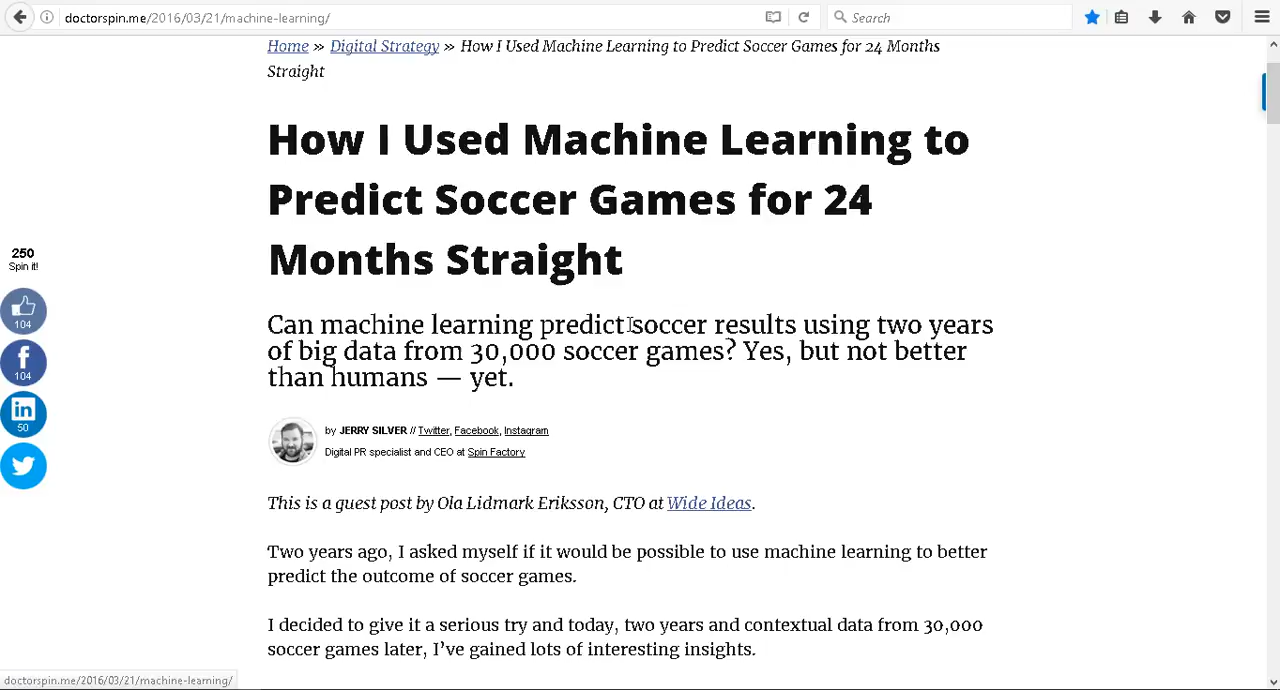 doctorspin.me/2016/03/21/machine-learning/
Search
Home » Digital Strategy » How I Used Machine Learning to Predict Soccer Games for 24 Months
Straight
How I Used Machine Learning to
Predict Soccer Games for 24
Months Straight
250
Spin it!
104
104
50
Can machine learning predict soccer results using two years
of big data from 30,000 soccer games? Yes, but not better
than humans — yet.
by JERRY SILVER // Twitter, Facebook, Instagram
Digital PR specialist and CEO at Spin Factory
This is a guest post by Ola Lidmark Eriksson, CTO at Wide Ideas.
Two years ago, I asked myself if it would be possible to use machine learning to better
predict the outcome of soccer games.
I decided to give it a serious try and today, two years and contextual data from 30,000
soccer games later, I’ve gained lots of interesting insights.
doctorspin.me/2016/03/21/machine-learning/